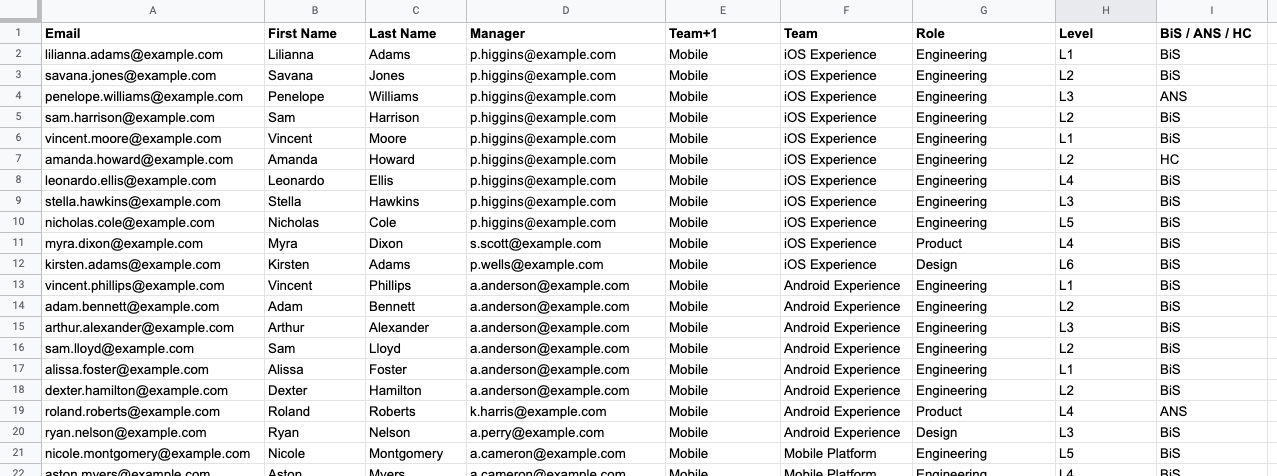 A B C D E F G H I
1 Email First Name Last Name Manager Team+1 Team Role Level BiS / ANS / HC
2 lilianna.adams@example.com Lilianna Adams p.higgins@example.com Mobile iOS Experience Engineering L1 BiS
3 savana.jones@example.com Savana Jones p.higgins@example.com Mobile iOS Experience Engineering L2 BiS
4 penelope.williams@example.com Penelope Williams p.higgins@example.com Mobile iOS Experience Engineering L3 ANS
5 sam.harrison@example.com Sam Harrison p.higgins@example.com Mobile iOS Experience Engineering L2 BiS
6 vincent.moore@example.com Vincent Moore p.higgins@example.com Mobile iOS Experience Engineering L1 BiS
7 amanda.howard@example.com Amanda Howard p.higgins@example.com Mobile iOS Experience Engineering L2 HC
8 leonardo.ellis@example.com Leonardo Ellis p.higgins@example.com Mobile iOS Experience Engineering L4 BiS
9 stella.hawkins@example.com Stella Hawkins p.higgins@example.com Mobile iOS Experience Engineering L3 BiS
10 nicholas.cole@example.com Nicholas Cole p.higgins@example.com Mobile iOS Experience Engineering L5 BiS
11 myra.dixon@example.com Myra Dixon s.scott@example.com Mobile iOS Experience Product L4 BiS
12 kirsten.adams@example.com Kirsten Adams p.wells@example.com Mobile iOS Experience Design L6 BiS
13 vincent.phillips@example.com Vincent Phillips a.anderson@example.com Mobile Android Experience Engineering L1 BiS
14 adam.bennett@example.com Adam Bennett a.anderson@example.com Mobile Android Experience Engineering L2 BiS
15 arthur.alexander@example.com Arthur Alexander a.anderson@example.com Mobile Android Experience Engineering L3 BiS
16 sam.lloyd@example.com Sam Lloyd a.anderson@example.com Mobile Android Experience Engineering L2 BiS
17 alissa.foster@example.com Alissa Foster a.anderson@example.com Mobile Android Experience Engineering L1 BiS
18 dexter.hamilton@example.com Dexter Hamilton a.anderson@example.com Mobile Android Experience Engineering L2 BiS
19 roland.roberts@example.com Roland Roberts k.harris@example.com Mobile Android Experience Product L4 ANS
20 ryan.nelson@example.com Ryan Nelson a.perry@example.com Mobile Android Experience Design L3 BiS
21 nicole.montgomery@example.com Nicole Montgomery a.cameron@example.com Mobile Mobile Platform Engineering L5 BiS
22 aston.myers@example.com Aston Myers a.cameron@example.com Mobile Mobile Platform Engineering L4 BiS